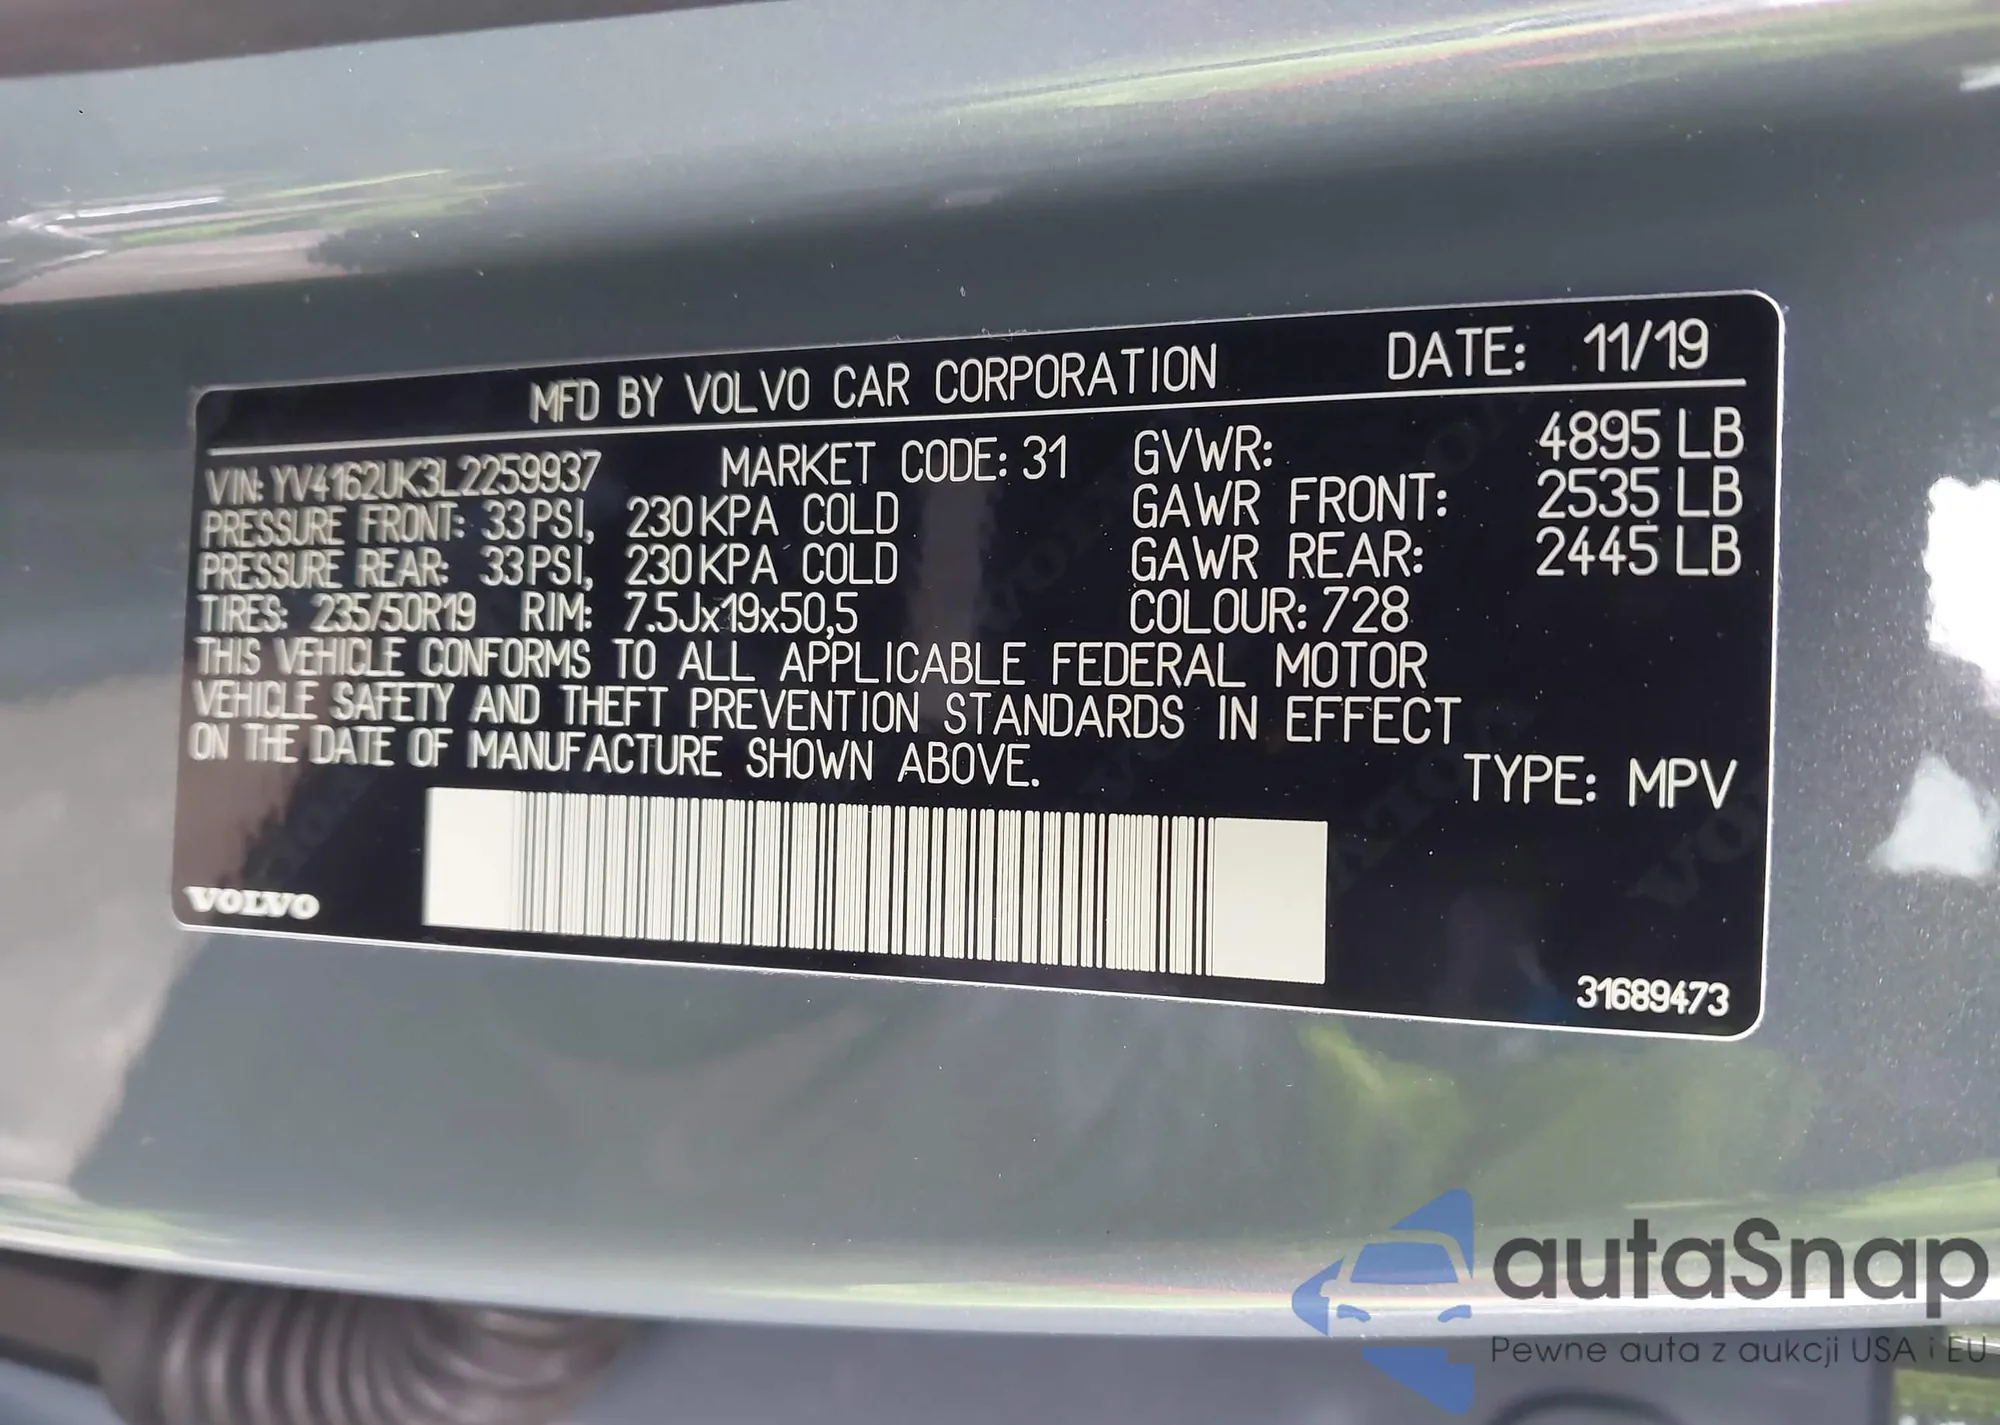 MFD BY VOLVO CAR CORPORATION DATE: 11/19
VIN: YV4162UK3L2259937 MARKET CODE: 31 GVWR: 4895 LB
PRESSURE FRONT: 33PSI, 230KPA COLD GAWR FRONT: 2535 LB
PRESSURE REAR: 33PSI, 230KPA COLD GAWR REAR: 2445 LB
TIRES: 235/50R19 RIM: 7.5Jx19x50,5 COLOUR: 728
THIS VEHICLE CONFORMS TO ALL APPLICABLE FEDERAL MOTOR
VEHICLE SAFETY AND THEFT PREVENTION STANDARDS IN EFFECT
ON THE DATE OF MANUFACTURE SHOWN ABOVE.
TYPE: MPV
VOLVO
31689473
autaSnap
Pewne auta z aukcji USA i EU